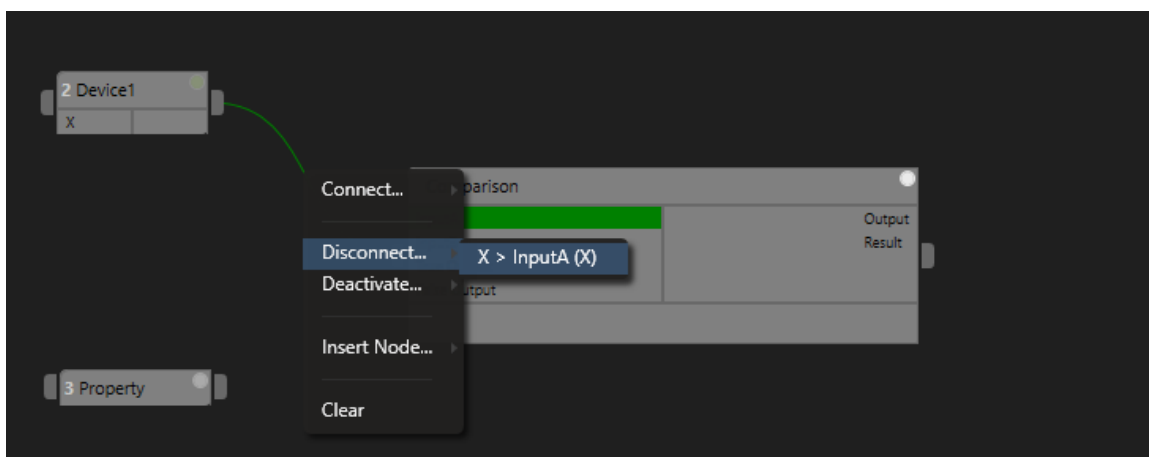 2 Device1
X
Connect...
parison
Output
Result
Disconnect...
X > InputA (X)
Deactivate...
utput
Insert Node...
3 Property
Clear